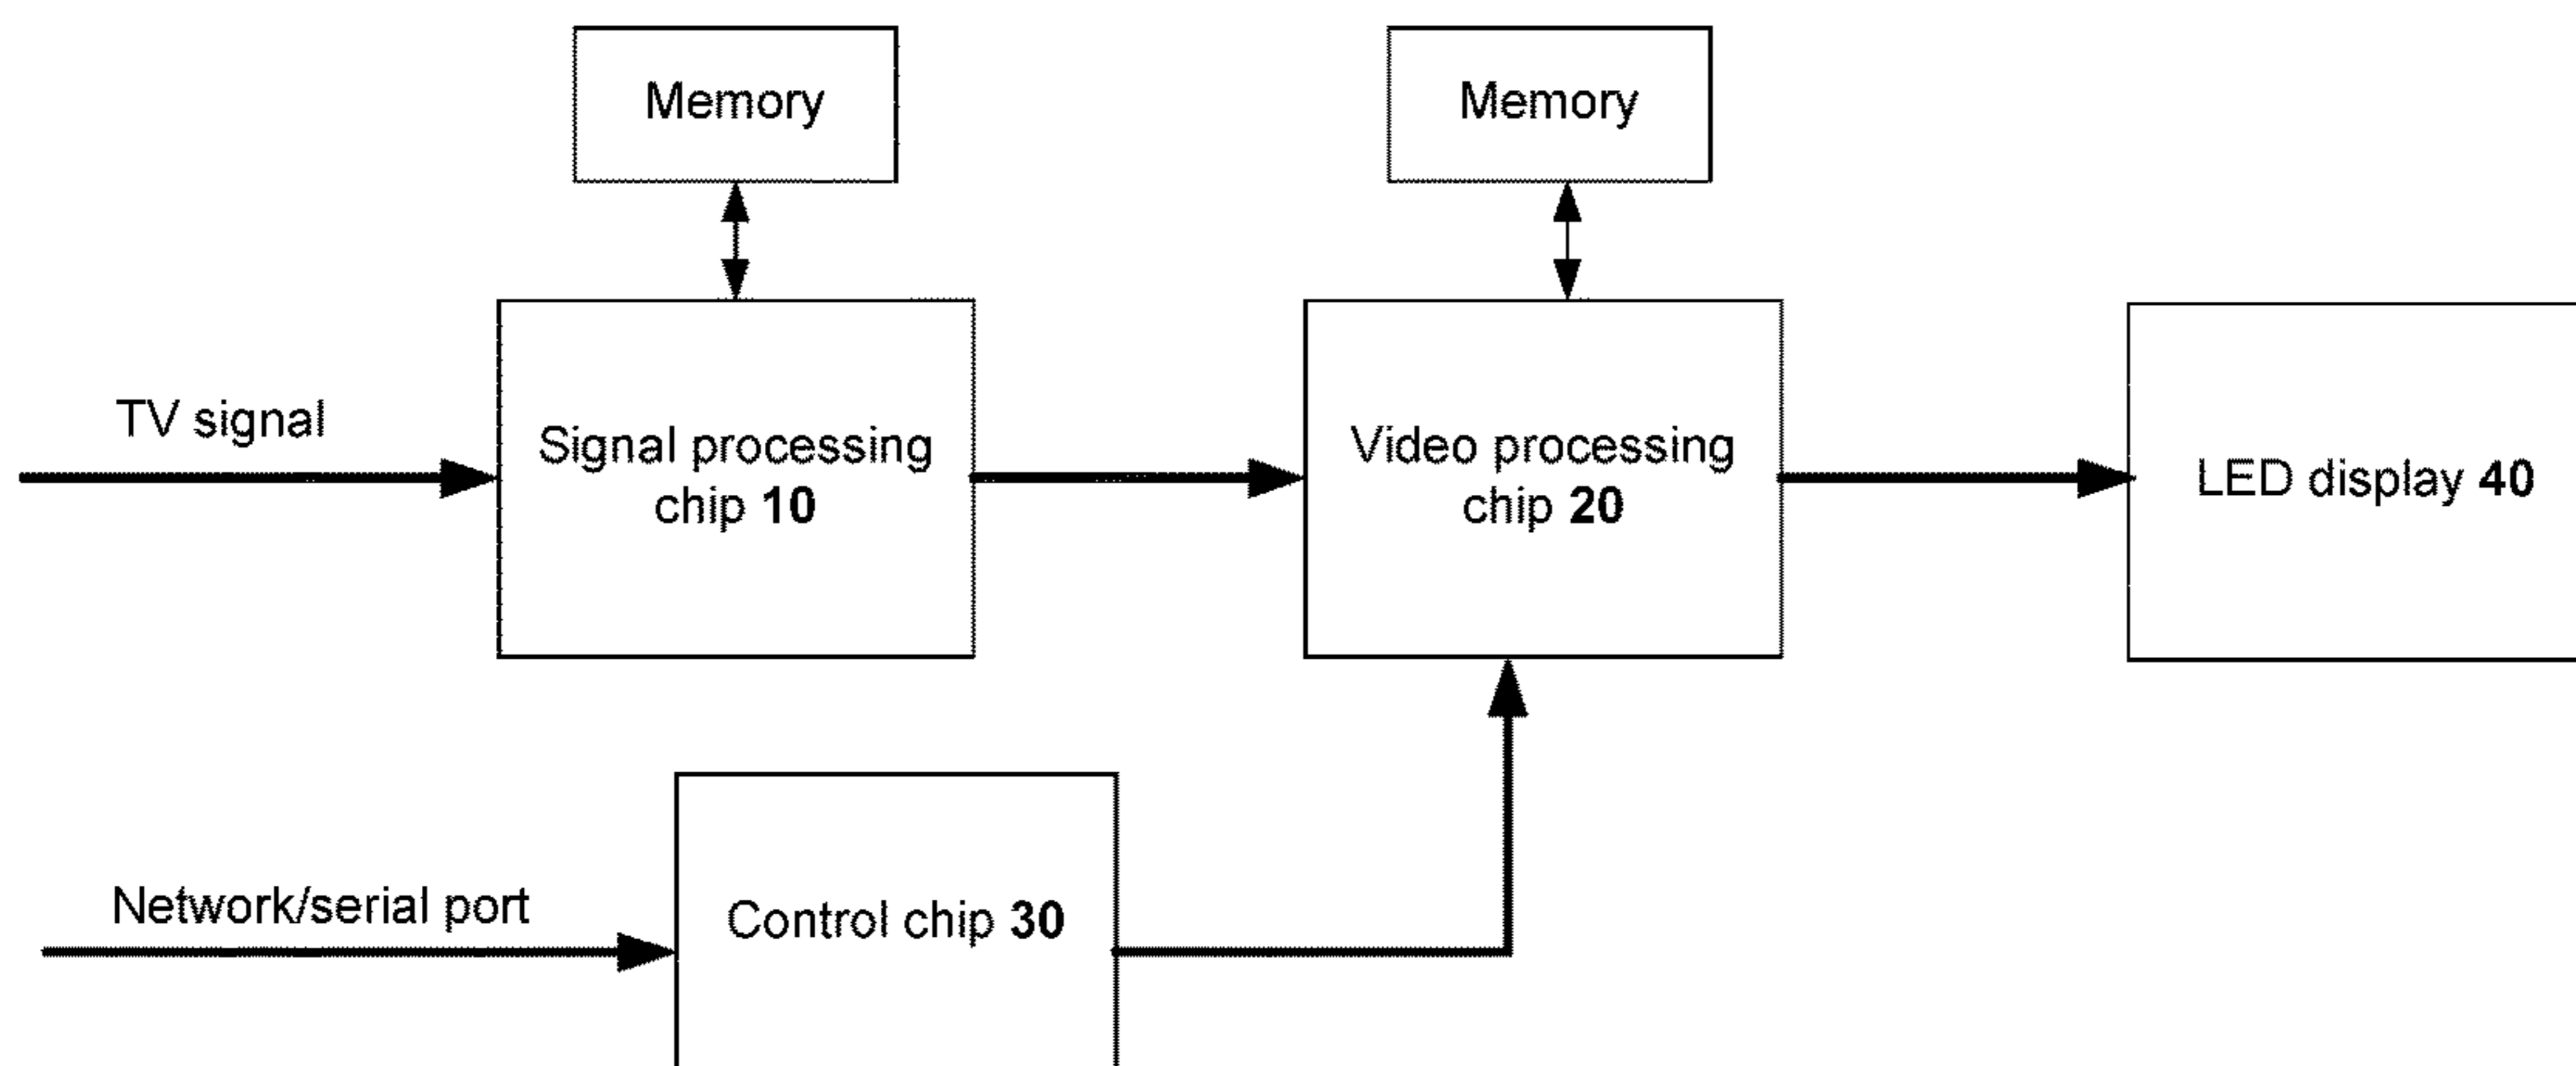 Memory
Memory
TV signal
Signal processing
chip 10
Video processing
chip 20
LED display 40
Network/serial port
Control chip 30